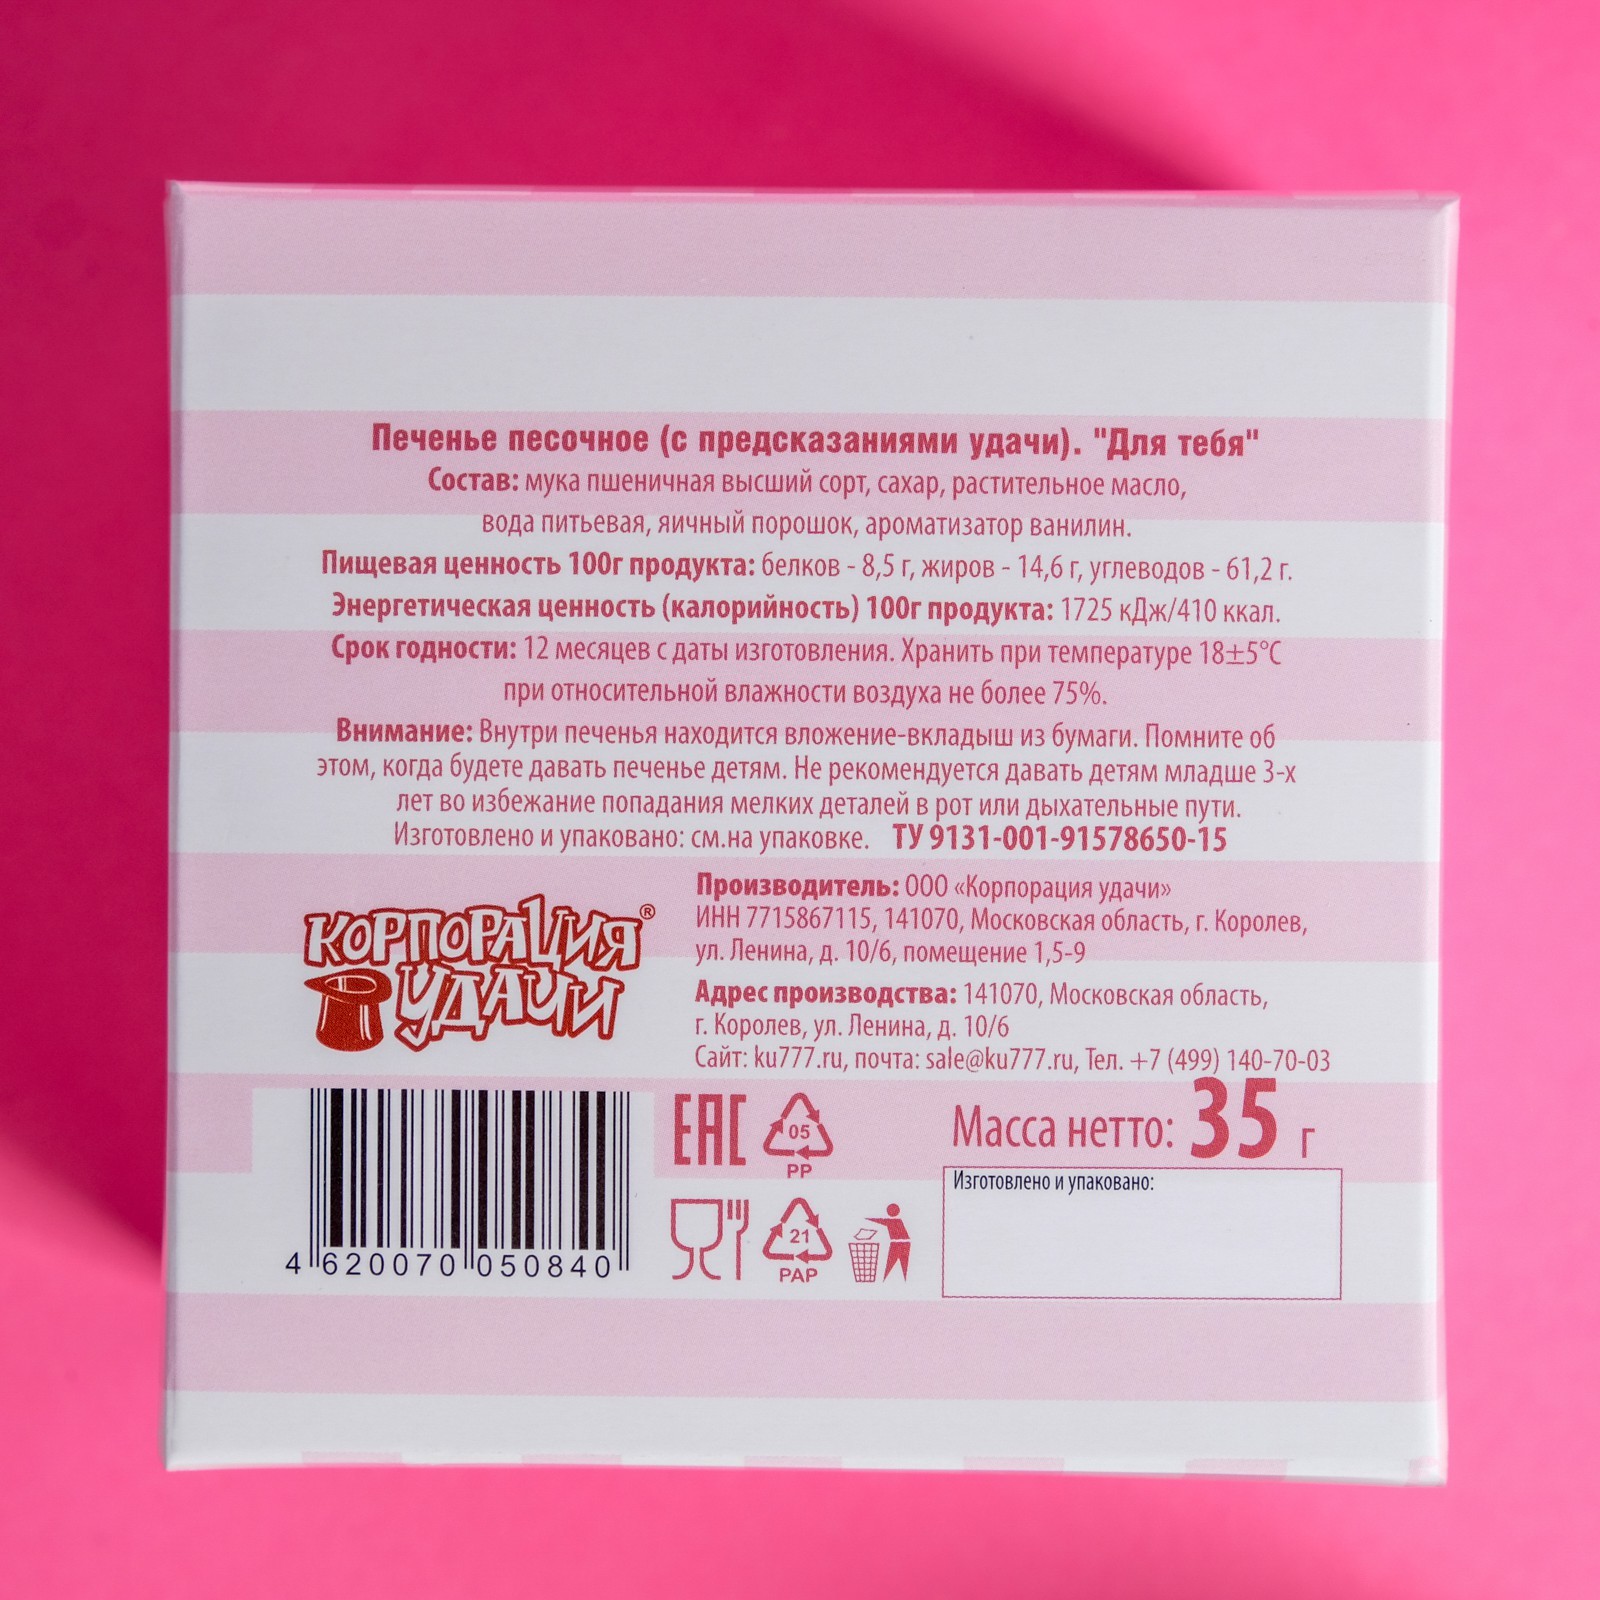 Печенье песочное (с предсказаниями удачи). "Для тебя"
Состав: мука пшеничная высший сорт, сахар, растительное масло,
вода питьевая, яичный порошок, ароматизатор ванилин.
Пищевая ценность 100г продукта: белков - 8,5 г, жиров - 14,6 г, углеводов - 61,2 г.
Энергетическая ценность (калорийность) 100г продукта: 1725 кДж/410 ккал.
Срок годности: 12 месяцев с даты изготовления. Хранить при температуре 18±5°С
при относительной влажности воздуха не более 75%.
Внимание: Внутри печенья находится вложение-вкладыш из бумаги. Помните об
этом, когда будете давать печенье детям. Не рекомендуется давать детям младше 3-х
лет во избежание попадания мелких деталей в рот или дыхательные пути.
Изготовлено и упаковано: см.на упаковке. ТУ 9131-001-91578650-15
КОРПОРАЦИЯ®
УДАЧИ
Производитель: ООО «Корпорация удачи»
ИНН 7715867115, 141070, Московская область, г. Королев,
ул. Ленина, д. 10/6, помещение 1,5-9
Адрес производства: 141070, Московская область,
г. Королев, ул. Ленина, д. 10/6
Сайт: ku777.ru, почта: sale@ku777.ru, Тел. +7 (499) 140-70-03
4 620070 050840
ЕАС
05
PP
21
PAP
Масса нетто: 35 г
Изготовлено и упаковано: